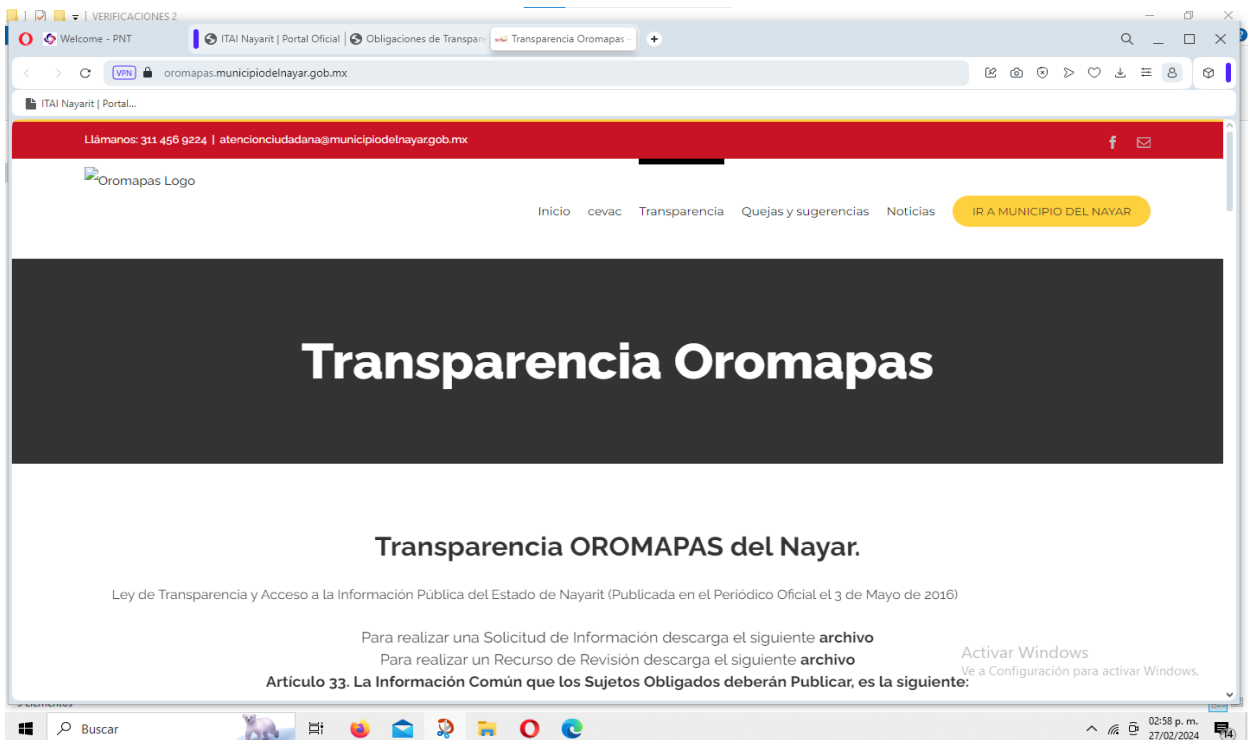 VERIFICACIONES 2
Welcome - PNT
ITAI Nayarit | Portal Oficial
Obligaciones de Transpare
Transparencia Oromapas -
VPN
oromapas.municipiodelnayar.gob.mx
ITAI Nayarit | Portal...
Llámanos: 311 456 9224 | atencionciudadana@municipiodelnayar.gob.mx
Oromapas Logo
Inicio cevac Transparencia Quejas y sugerencias Noticias IR A MUNICIPIO DEL NAYAR
Transparencia Oromapas
Transparencia OROMAPAS del Nayar.
Ley de Transparencia y Acceso a la Información Pública del Estado de Nayarit (Publicada en el Periódico Oficial el 3 de Mayo de 2016)
Para realizar una Solicitud de Información descarga el siguiente archivo
Para realizar un Recurso de Revisión descarga el siguiente archivo
Artículo 33. La Información Común que los Sujetos Obligados deberán Publicar, es la siguiente:
Activar Windows
Ve a Configuración para activar Windows.
Buscar
02:58 p. m.
27/02/2024
14